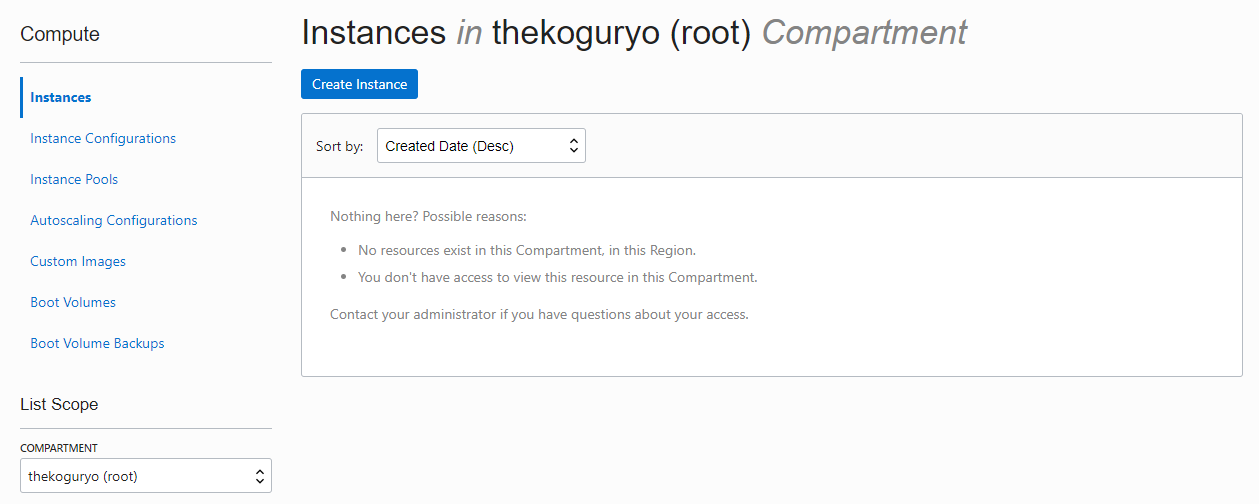 Compute
Instances
Instance Configurations
Instance Pools
Autoscaling Configurations
Custom Images
Boot Volumes
Boot Volume Backups
List Scope
COMPARTMENT
thekoguryo (root)
Instances in thekoguryo (root) Compartment
Create Instance
Sort by: Created Date (Desc)
Nothing here? Possible reasons:
• No resources exist in this Compartment, in this Region.
• You don't have access to view this resource in this Compartment.
Contact your administrator if you have questions about your access.